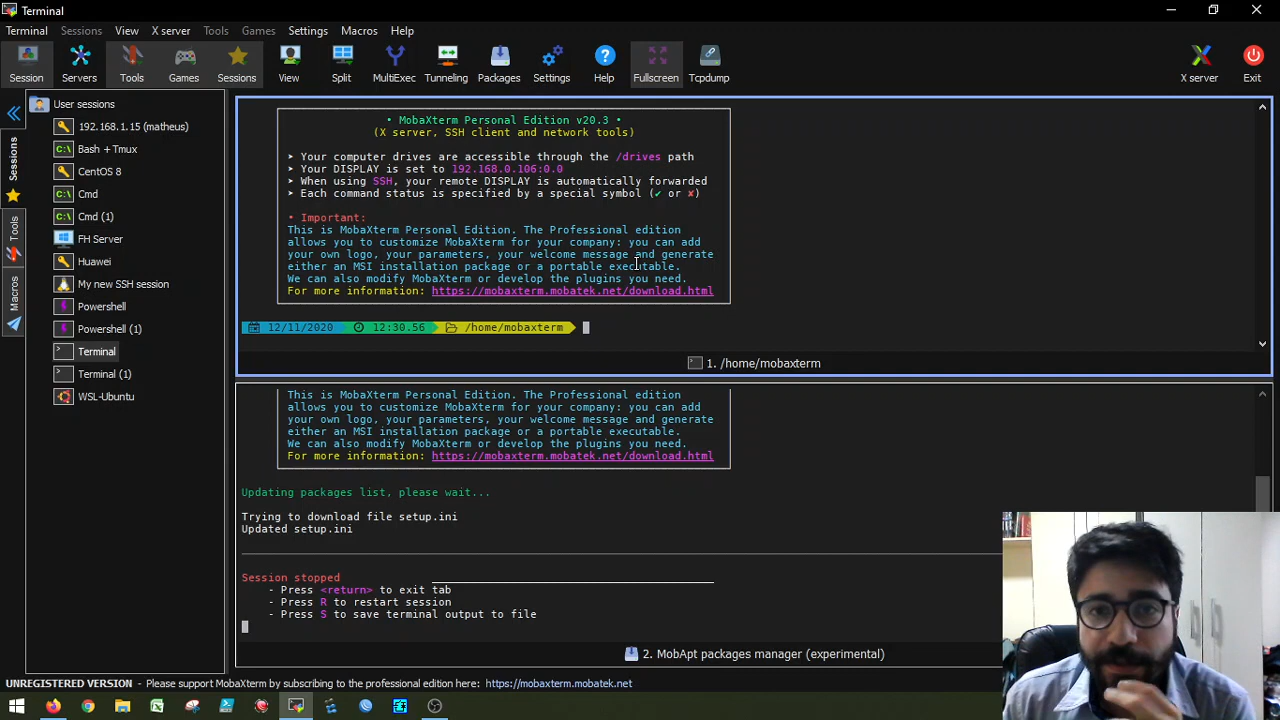 Terminal
Terminal Sessions View X server Tools Games Settings Macros Help
Session Servers Tools Games Sessions View Split MultiExec Tunneling Packages Settings Help Fullscreen Tcpdump X server Exit
Sessions
Tools
Macros
User sessions
192.168.1.15 (matheus)
Bash + Tmux
CentOS 8
Cmd
Cmd (1)
FH Server
Huawei
My new SSH session
Powershell
Powershell (1)
Terminal
Terminal (1)
WSL-Ubuntu
• MobaXterm Personal Edition v20.3 •
(X server, SSH client and network tools)
➤ Your computer drives are accessible through the /drives path
➤ Your DISPLAY is set to 192.168.0.106:0.0
➤ When using SSH, your remote DISPLAY is automatically forwarded
➤ Each command status is specified by a special symbol (✔ or ✘)
• Important:
This is MobaXterm Personal Edition. The Professional edition
allows you to customize MobaXterm for your company: you can add
your own logo, your parameters, your welcome message and generate
either an MSI installation package or a portable executable.
We can also modify MobaXterm or develop the plugins you need.
For more information: https://mobaxterm.mobatek.net/download.html
12/11/2020 12:30.56 /home/mobaxterm
1. /home/mobaxterm
This is MobaXterm Personal Edition. The Professional edition
allows you to customize MobaXterm for your company: you can add
your own logo, your parameters, your welcome message and generate
either an MSI installation package or a portable executable.
We can also modify MobaXterm or develop the plugins you need.
For more information: https://mobaxterm.mobatek.net/download.html
Updating packages list, please wait...
Trying to download file setup.ini
Updated setup.ini
Session stopped
- Press <return> to exit tab
- Press R to restart session
- Press S to save terminal output to file
2. MobApt packages manager (experimental)
UNREGISTERED VERSION - Please support MobaXterm by subscribing to the professional edition here: https://mobaxterm.mobatek.net